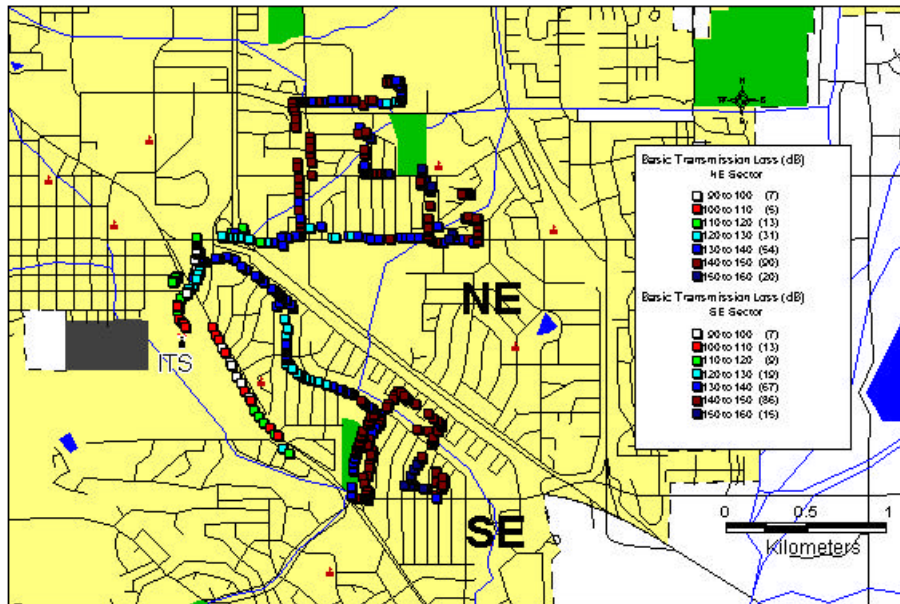 N
W E
S
Basic Transmission Loss (dB)
NE Sector
90 to 100 (7)
100 to 110 (6)
110 to 120 (13)
120 to 130 (31)
130 to 140 (54)
140 to 150 (90)
150 to 160 (20)
Basic Transmission Loss (dB)
SE Sector
90 to 100 (7)
100 to 110 (13)
110 to 120 (9)
120 to 130 (19)
130 to 140 (67)
140 to 150 (86)
150 to 160 (15)
NE
ITS
SE
0 0.5 1
Kilometers